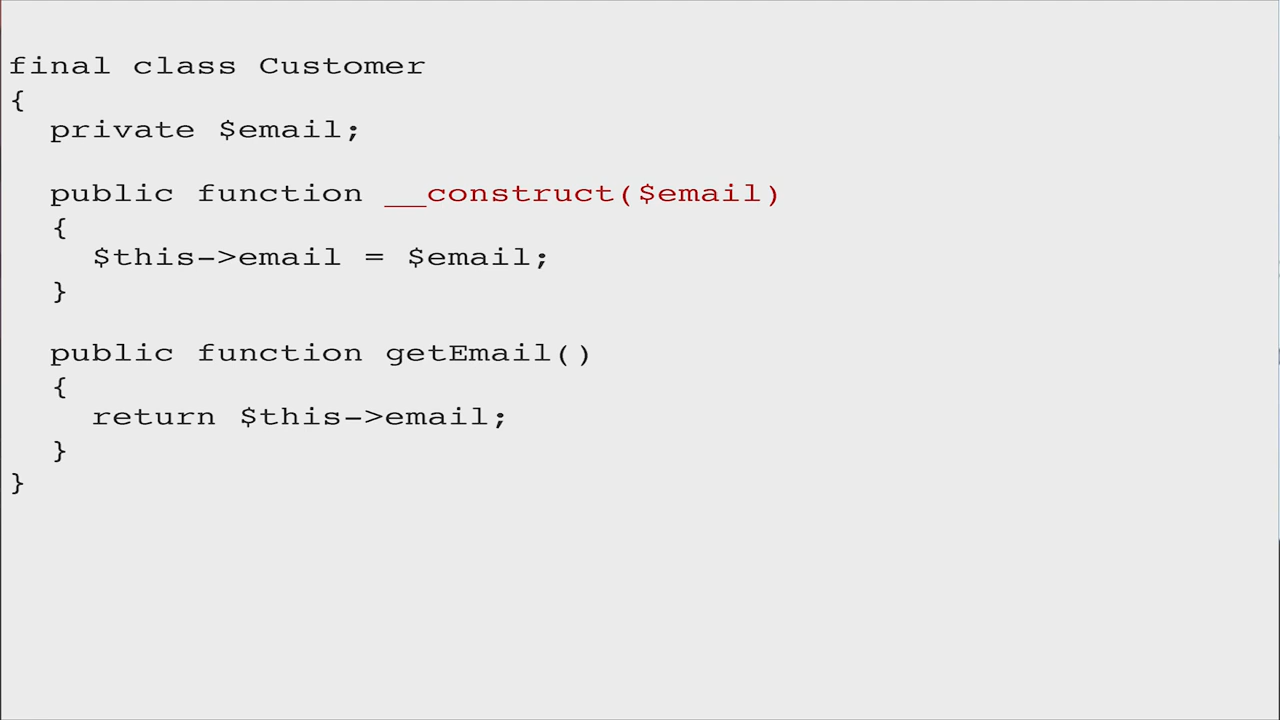 final class Customer
{
private $email;
public function __construct($email)
{
$this->email = $email;
}
public function getEmail()
{
return $this->email;
}
}